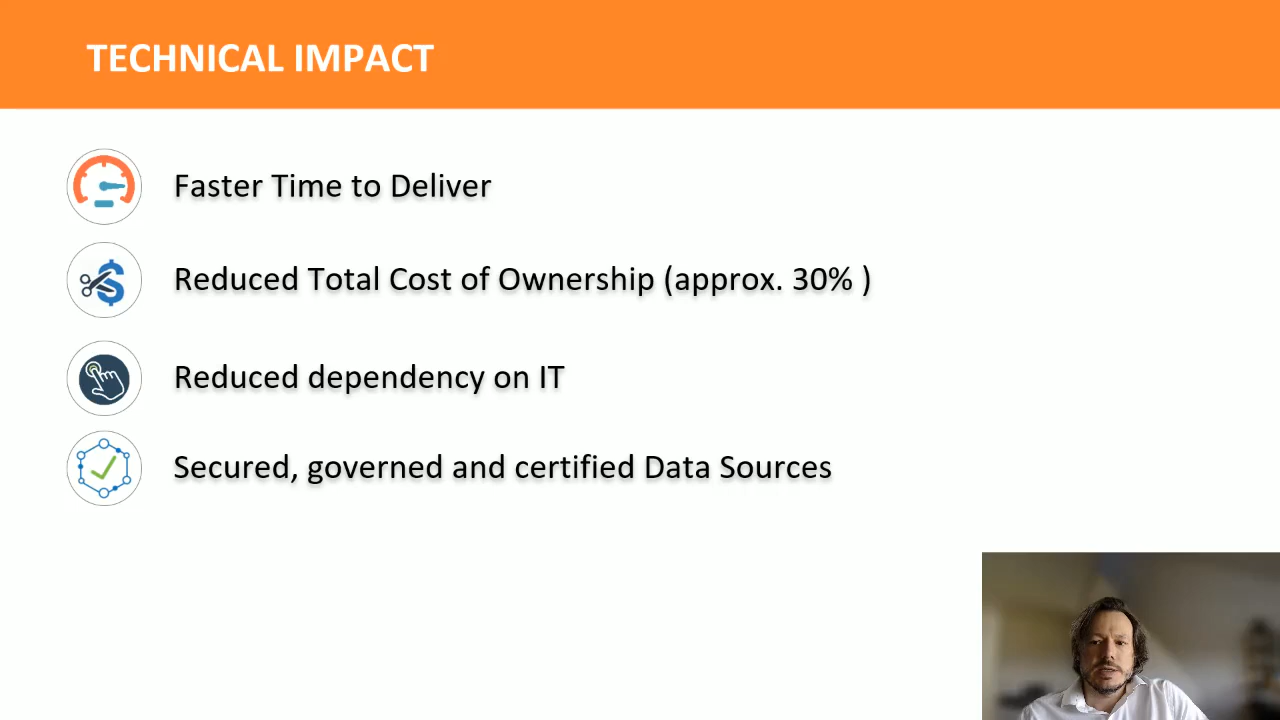 TECHNICAL IMPACT
Faster Time to Deliver
Reduced Total Cost of Ownership (approx. 30% )
Reduced dependency on IT
Secured, governed and certified Data Sources